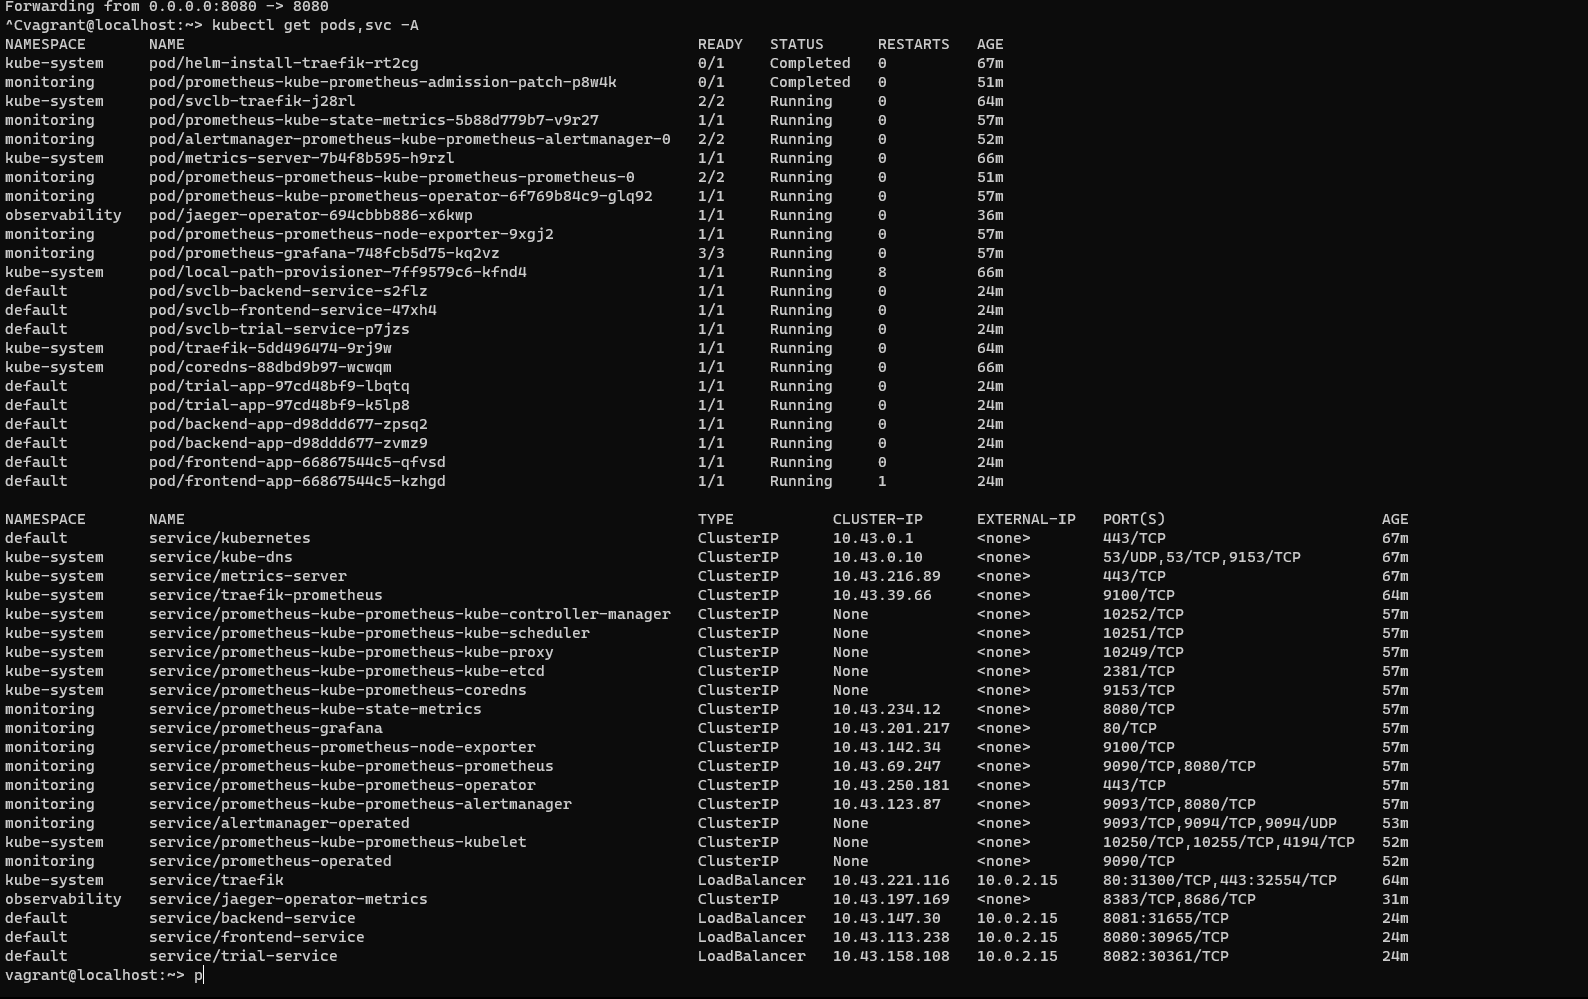 Forwarding from 0.0.0.0:8080 -> 8080
^Cvagrant@localhost:~> kubectl get pods,svc -A
NAMESPACE       NAME                                                         READY   STATUS      RESTARTS   AGE
kube-system     pod/helm-install-traefik-rt2cg                               0/1     Completed   0          67m
monitoring      pod/prometheus-kube-prometheus-admission-patch-p8w4k         0/1     Completed   0          51m
kube-system     pod/svclb-traefik-j28rl                                      2/2     Running     0          64m
monitoring      pod/prometheus-kube-state-metrics-5b88d779b7-v9r27           1/1     Running     0          57m
monitoring      pod/alertmanager-prometheus-kube-prometheus-alertmanager-0   2/2     Running     0          52m
kube-system     pod/metrics-server-7b4f8b595-h9rzl                           1/1     Running     0          66m
monitoring      pod/prometheus-prometheus-kube-prometheus-prometheus-0       2/2     Running     0          51m
monitoring      pod/prometheus-kube-prometheus-operator-6f769b84c9-glq92     1/1     Running     0          57m
observability   pod/jaeger-operator-694cbbb886-x6kwp                         1/1     Running     0          36m
monitoring      pod/prometheus-prometheus-node-exporter-9xgj2                1/1     Running     0          57m
monitoring      pod/prometheus-grafana-748fcb5d75-kq2vz                      3/3     Running     0          57m
kube-system     pod/local-path-provisioner-7ff9579c6-kfnd4                   1/1     Running     8          66m
default         pod/svclb-backend-service-s2flz                              1/1     Running     0          24m
default         pod/svclb-frontend-service-47xh4                             1/1     Running     0          24m
default         pod/svclb-trial-service-p7jzs                                1/1     Running     0          24m
kube-system     pod/traefik-5dd496474-9rj9w                                  1/1     Running     0          64m
kube-system     pod/coredns-88dbd9b97-wcwqm                                  1/1     Running     0          66m
default         pod/trial-app-97cd48bf9-lbqtq                                1/1     Running     0          24m
default         pod/trial-app-97cd48bf9-k5lp8                                1/1     Running     0          24m
default         pod/backend-app-d98ddd677-zpsq2                              1/1     Running     0          24m
default         pod/backend-app-d98ddd677-zvmz9                              1/1     Running     0          24m
default         pod/frontend-app-66867544c5-qfvsd                            1/1     Running     0          24m
default         pod/frontend-app-66867544c5-kzhgd                            1/1     Running     1          24m
NAMESPACE       NAME                                                         TYPE           CLUSTER-IP      EXTERNAL-IP   PORT(S)                        AGE
default         service/kubernetes                                           ClusterIP      10.43.0.1       <none>        443/TCP                        67m
kube-system     service/kube-dns                                             ClusterIP      10.43.0.10      <none>        53/UDP,53/TCP,9153/TCP         67m
kube-system     service/metrics-server                                       ClusterIP      10.43.216.89    <none>        443/TCP                        67m
kube-system     service/traefik-prometheus                                   ClusterIP      10.43.39.66     <none>        9100/TCP                       64m
kube-system     service/prometheus-kube-prometheus-kube-controller-manager   ClusterIP      None            <none>        10252/TCP                      57m
kube-system     service/prometheus-kube-prometheus-kube-scheduler            ClusterIP      None            <none>        10251/TCP                      57m
kube-system     service/prometheus-kube-prometheus-kube-proxy                ClusterIP      None            <none>        10249/TCP                      57m
kube-system     service/prometheus-kube-prometheus-kube-etcd                 ClusterIP      None            <none>        2381/TCP                       57m
kube-system     service/prometheus-kube-prometheus-coredns                   ClusterIP      None            <none>        9153/TCP                       57m
monitoring      service/prometheus-kube-state-metrics                        ClusterIP      10.43.234.12    <none>        8080/TCP                       57m
monitoring      service/prometheus-grafana                                   ClusterIP      10.43.201.217   <none>        80/TCP                         57m
monitoring      service/prometheus-prometheus-node-exporter                  ClusterIP      10.43.142.34    <none>        9100/TCP                       57m
monitoring      service/prometheus-kube-prometheus-prometheus                ClusterIP      10.43.69.247    <none>        9090/TCP,8080/TCP              57m
monitoring      service/prometheus-kube-prometheus-operator                  ClusterIP      10.43.250.181   <none>        443/TCP                        57m
monitoring      service/prometheus-kube-prometheus-alertmanager              ClusterIP      10.43.123.87    <none>        9093/TCP,8080/TCP              57m
monitoring      service/alertmanager-operated                                ClusterIP      None            <none>        9093/TCP,9094/TCP,9094/UDP     53m
kube-system     service/prometheus-kube-prometheus-kubelet                   ClusterIP      None            <none>        10250/TCP,10255/TCP,4194/TCP   52m
monitoring      service/prometheus-operated                                  ClusterIP      None            <none>        9090/TCP                       52m
kube-system     service/traefik                                              LoadBalancer   10.43.221.116   10.0.2.15     80:31300/TCP,443:32554/TCP     64m
observability   service/jaeger-operator-metrics                              ClusterIP      10.43.197.169   <none>        8383/TCP,8686/TCP              31m
default         service/backend-service                                      LoadBalancer   10.43.147.30    10.0.2.15     8081:31655/TCP                 24m
default         service/frontend-service                                     LoadBalancer   10.43.113.238   10.0.2.15     8080:30965/TCP                 24m
default         service/trial-service                                        LoadBalancer   10.43.158.108   10.0.2.15     8082:30361/TCP                 24m
vagrant@localhost:~> p